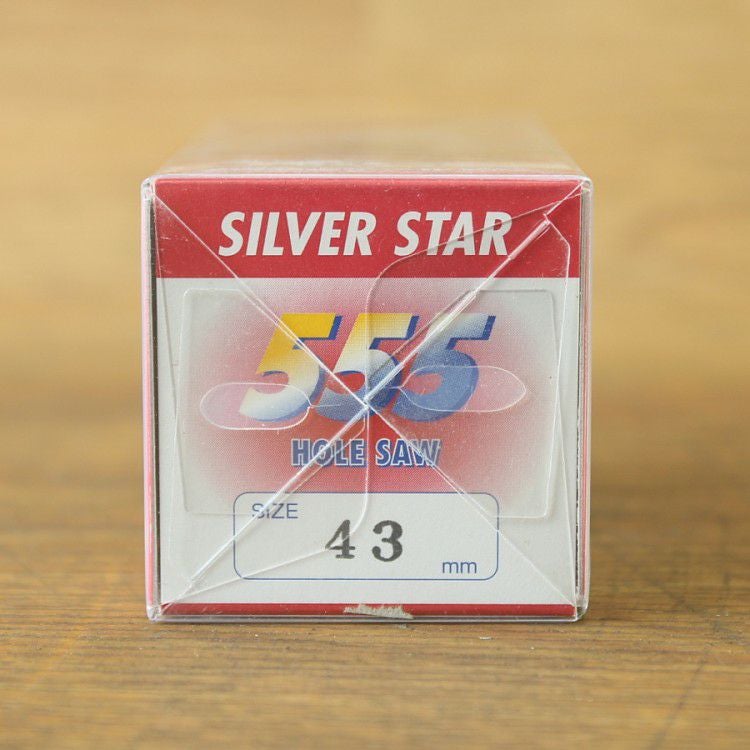 SILVER STAR
555
HOLE SAW
SIZE
43
mm